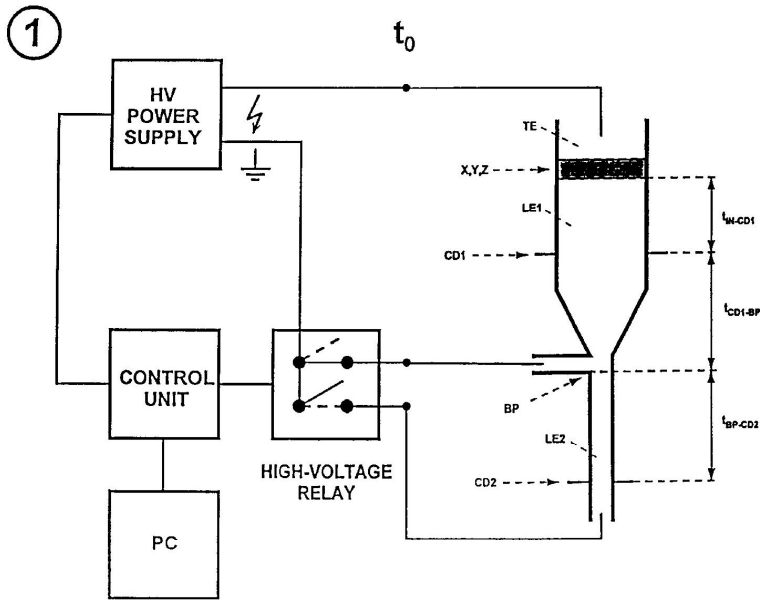 1
t0
HV
POWER
SUPPLY
TE
X,Y,Z
LE1
tIN-CD1
CD1
tCD1-BP
CONTROL
UNIT
BP
tBP-CD2
LE2
HIGH-VOLTAGE
RELAY
CD2
PC